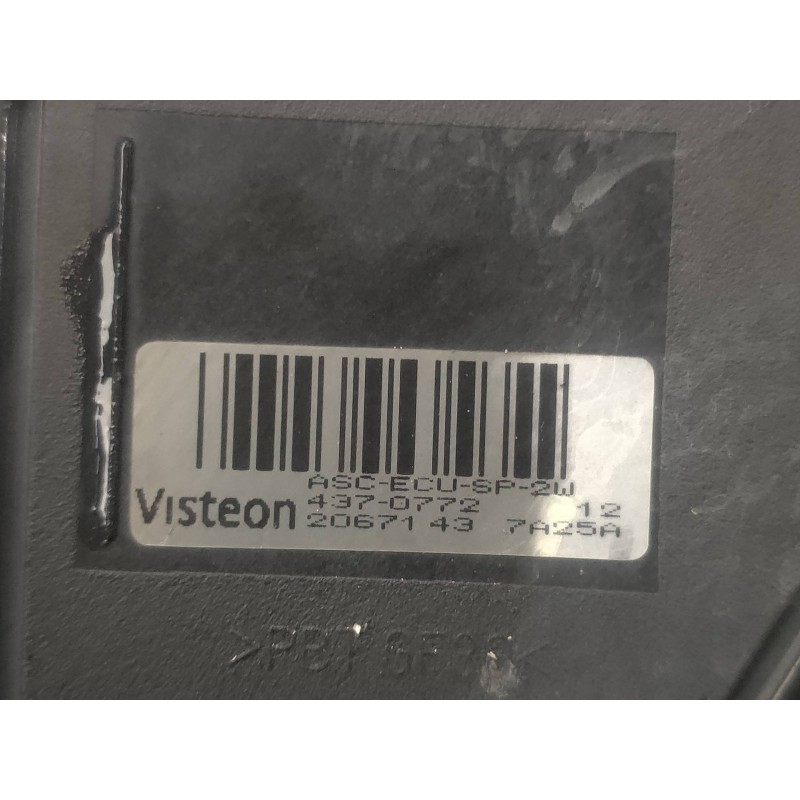 ASC-ECU-SP-2W
Visteon 437-0772 12
2067143 7A25A
>PBT GF30<